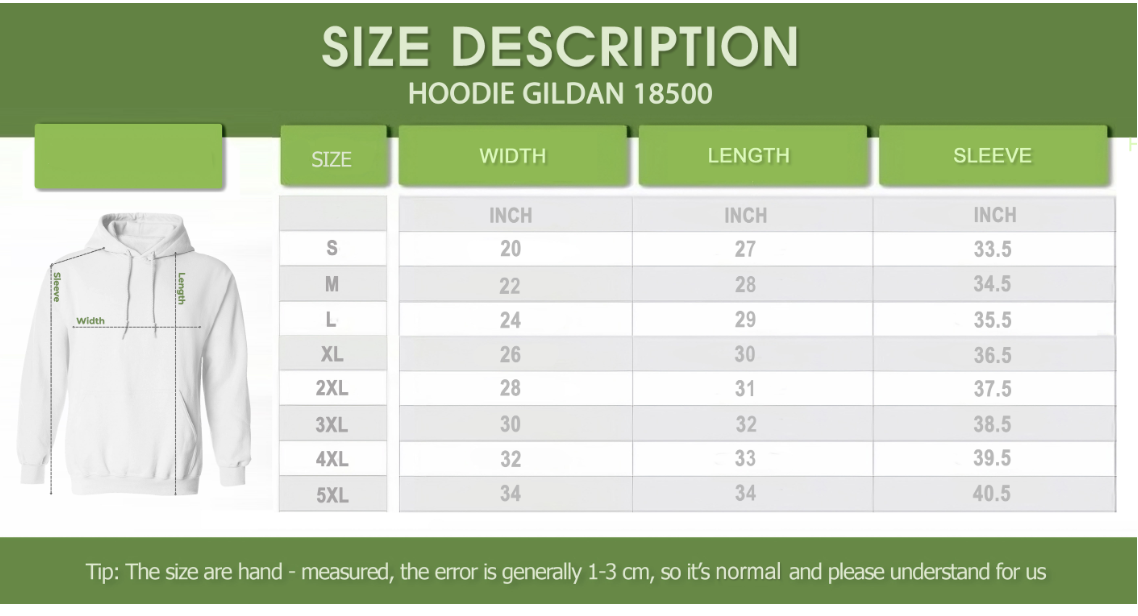 SIZE DESCRIPTION
HOODIE GILDAN 18500
SIZE WIDTH LENGTH SLEEVE
INCH INCH INCH
S 20 27 33.5
M 22 28 34.5
L 24 29 35.5
XL 26 30 36.5
2XL 28 31 37.5
3XL 30 32 38.5
4XL 32 33 39.5
5XL 34 34 40.5
Sleeve
Length
Width
Tip: The size are hand - measured, the error is generally 1-3 cm, so it's normal and please understand for us